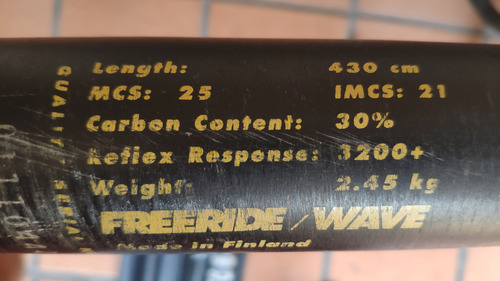 Length: 430 cm
MCS: 25 IMCS: 21
Carbon Content: 30%
Reflex Response: 3200+
Weight: 2.45 kg
FREERIDE / WAVE
Made in Finland
QUALITY